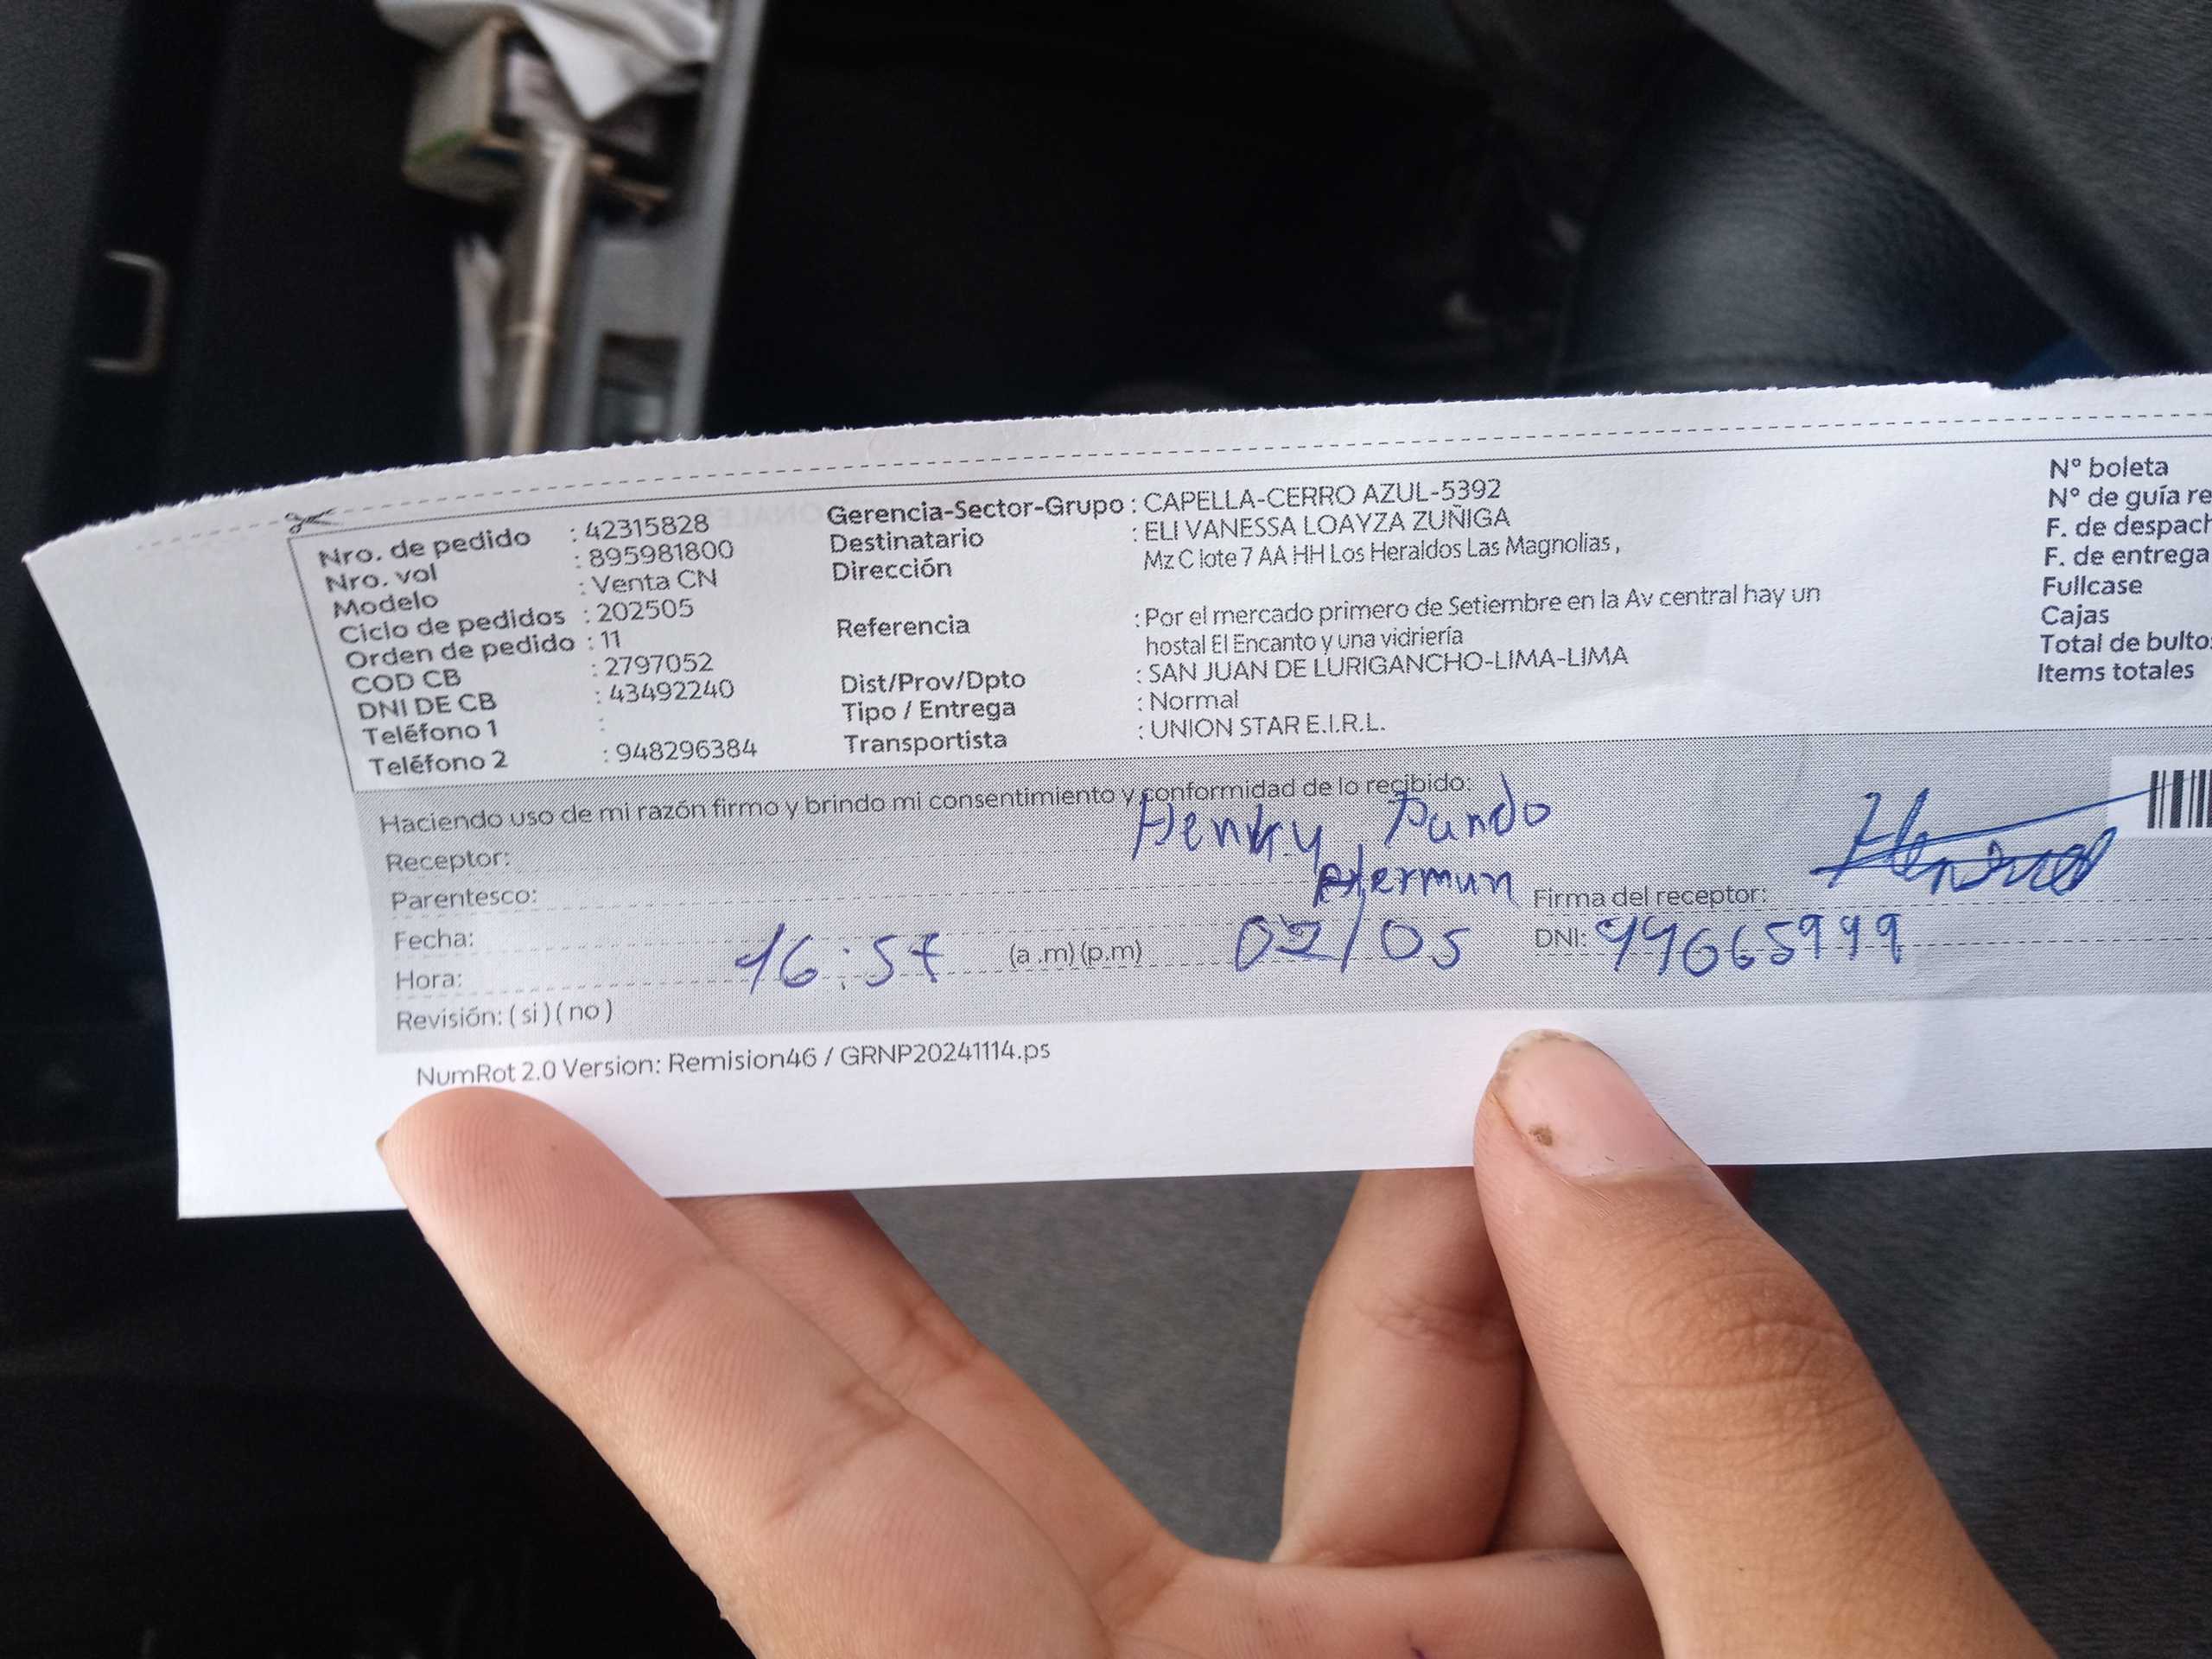 Nro. de pedido : 42315828
Nro. vol : 895981800
Modelo : Venta CN
Ciclo de pedidos : 202505
Orden de pedido : 11
COD CB : 2797052
DNI DE CB : 43492240
Teléfono 1 :
Teléfono 2 : 948296384
Gerencia-Sector-Grupo : CAPELLA-CERRO AZUL-5392
Destinatario : ELI VANESSA LOAYZA ZUÑIGA
Dirección Mz C lote 7 AA HH Los Heraldos Las Magnolias ,
Referencia : Por el mercado primero de Setiembre en la Av central hay un
hostal El Encanto y una vidriería
Dist/Prov/Dpto : SAN JUAN DE LURIGANCHO-LIMA-LIMA
Tipo / Entrega : Normal
Transportista : UNION STAR E.I.R.L.
N° boleta
N° de guía re
F. de despach
F. de entrega
Fullcase
Cajas
Total de bultos
Items totales
Haciendo uso de mi razón firmo y brindo mi consentimiento y conformidad de lo recibido:
Receptor: Henky Pando
Parentesco: Hermun Firma del receptor:
Fecha: 02/05 DNI: 44665999
Hora: 16:57 (a .m) (p.m)
Revisión: ( si ) ( no )
NumRot 2.0 Version: Remision46 / GRNP20241114.ps